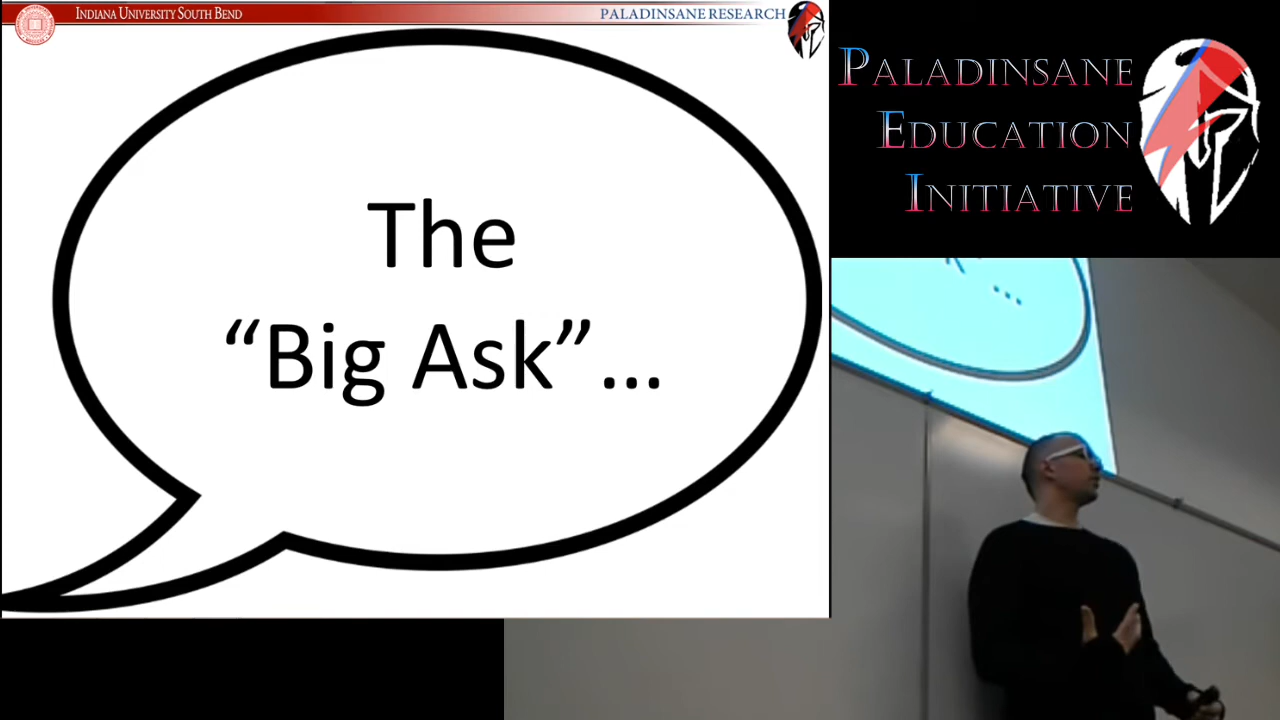 INDIANA UNIVERSITY SOUTH BEND
PALADINSANE RESEARCH
The
“Big Ask”...
PALADINSANE
EDUCATION
INITIATIVE